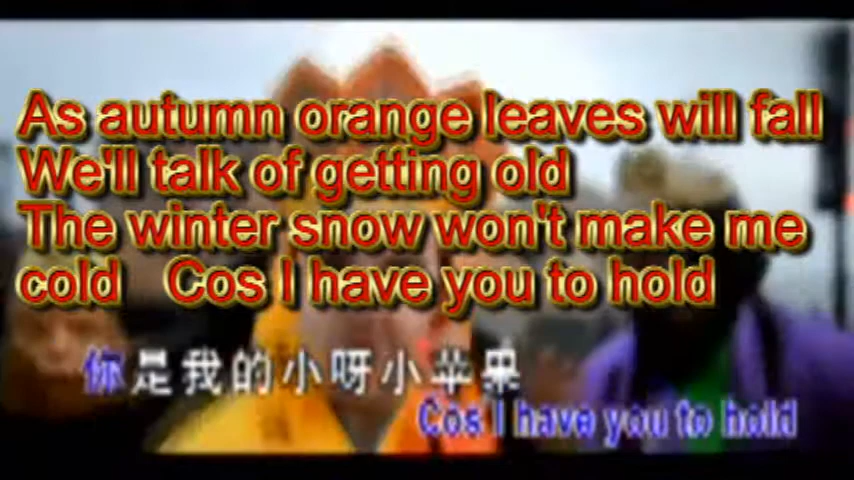 As autumn orange leaves will fall
We'll talk of getting old
The winter snow won't make me
cold Cos I have you to hold
你是我的小呀小苹果
Cos I have you to hold